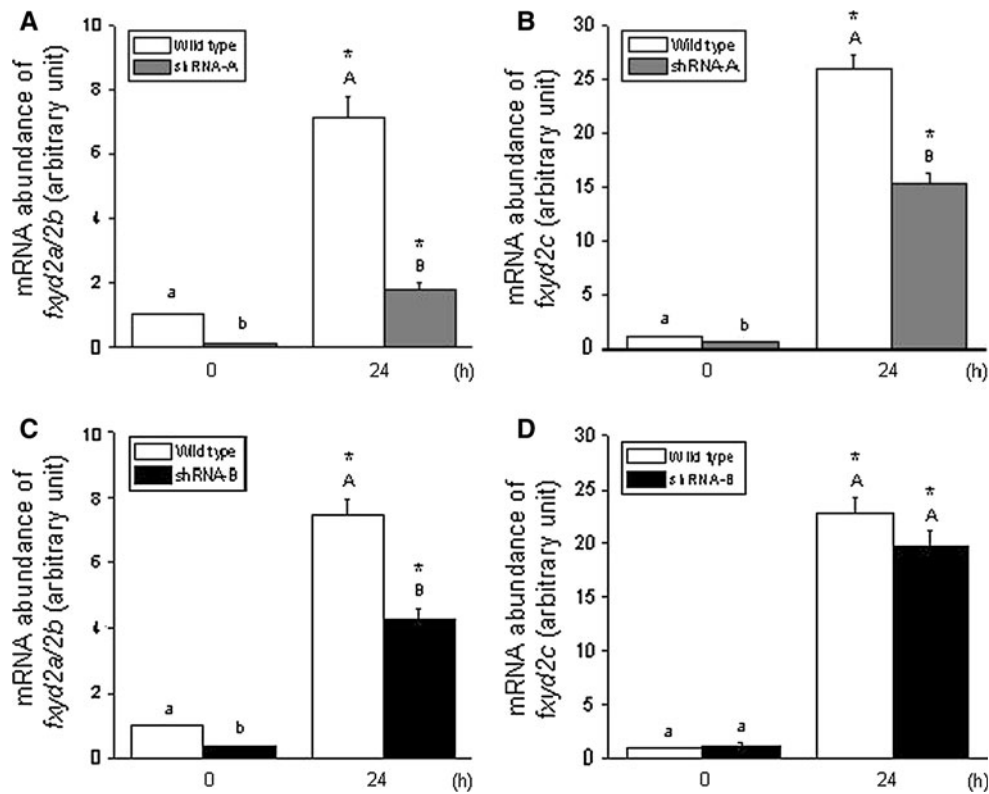 A
mRNA abundance of
fxyd2a/2b (arbitrary unit)
10
8
6
4
2
0
Wild type
shRNA-A
a
b
*
A
*
B
0
24
(h)
B
mRNA abundance of
fxyd2c (arbitrary unit)
30
25
20
15
10
5
0
Wild type
shRNA-A
a
b
*
A
*
B
0
24
(h)
C
mRNA abundance of
fxyd2a/2b (arbitrary unit)
10
8
6
4
2
0
Wild type
shRNA-B
a
b
*
A
*
B
0
24
(h)
D
mRNA abundance of
fxyd2c (arbitrary unit)
30
25
20
15
10
5
0
Wild type
shRNA-B
a
a
*
A
*
A
0
24
(h)